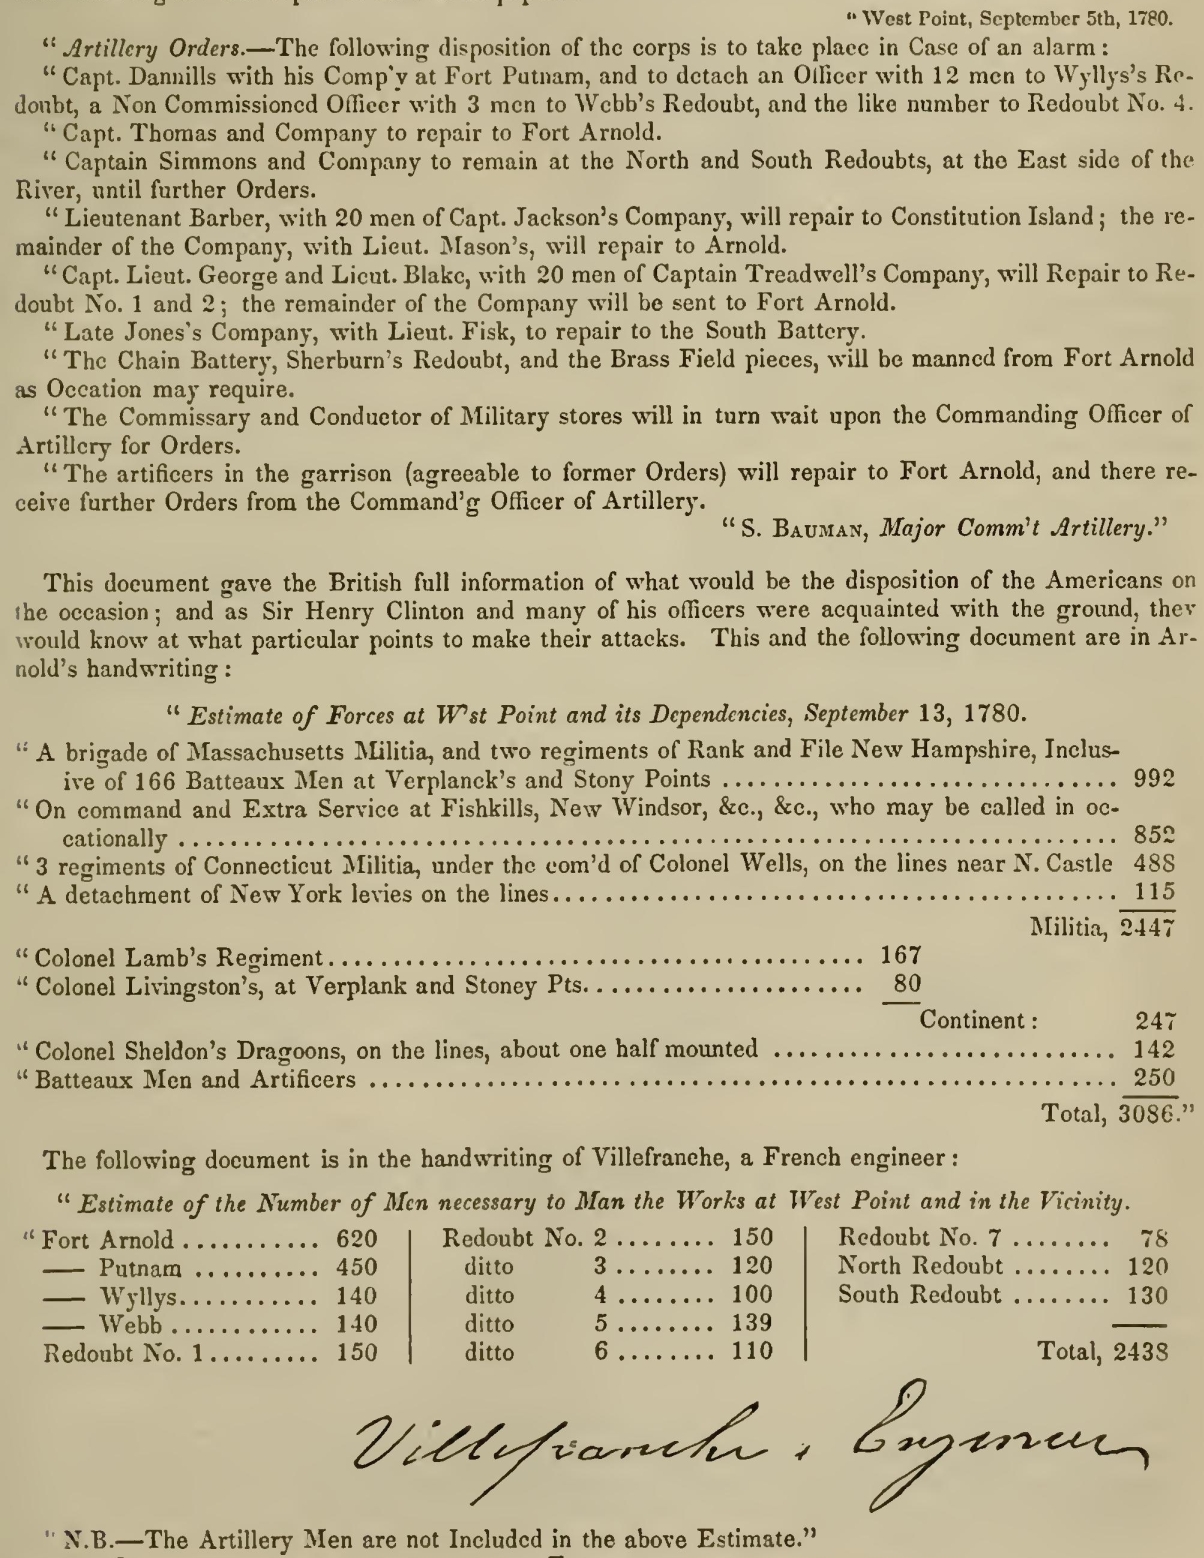 “ West Point, September 5th, 1780.
“ Artillery Orders.—The following disposition of the corps is to take place in Case of an alarm :
“ Capt. Dannills with his Comp'y at Fort Putnam, and to detach an Officer with 12 men to Wyllys's Re-
doubt, a Non Commissioned Officer with 3 men to Webb's Redoubt, and the like number to Redoubt No. 4.
“ Capt. Thomas and Company to repair to Fort Arnold.
“ Captain Simmons and Company to remain at the North and South Redoubts, at the East side of the
River, until further Orders.
“ Lieutenant Barber, with 20 men of Capt. Jackson's Company, will repair to Constitution Island ; the re-
mainder of the Company, with Lieut. Mason's, will repair to Arnold.
“ Capt. Lieut. George and Lieut. Blake, with 20 men of Captain Treadwell's Company, will Repair to Re-
doubt No. 1 and 2 ; the remainder of the Company will be sent to Fort Arnold.
“ Late Jones's Company, with Lieut. Fisk, to repair to the South Battery.
“ The Chain Battery, Sherburn's Redoubt, and the Brass Field pieces, will be manned from Fort Arnold
as Occation may require.
“ The Commissary and Conductor of Military stores will in turn wait upon the Commanding Officer of
Artillery for Orders.
“ The artificers in the garrison (agreeable to former Orders) will repair to Fort Arnold, and there re-
ceive further Orders from the Command'g Officer of Artillery.
“ S. Bauman, Major Comm't Artillery.”
This document gave the British full information of what would be the disposition of the Americans on
the occasion ; and as Sir Henry Clinton and many of his officers were acquainted with the ground, they
would know at what particular points to make their attacks. This and the following document are in Ar-
nold's handwriting :
“ Estimate of Forces at W'st Point and its Dependencies, September 13, 1780.
“ A brigade of Massachusetts Militia, and two regiments of Rank and File New Hampshire, Inclus-
ive of 166 Batteaux Men at Verplanck's and Stony Points ........ 992
“ On command and Extra Service at Fishkills, New Windsor, &c., &c., who may be called in oc-
cationally ........ 852
“ 3 regiments of Connecticut Militia, under the com'd of Colonel Wells, on the lines near N. Castle 488
“ A detachment of New York levies on the lines........ 115
Militia, 2447
“ Colonel Lamb's Regiment........ 167
“ Colonel Livingston's, at Verplank and Stoney Pts........ 80
Continent : 247
“ Colonel Sheldon's Dragoons, on the lines, about one half mounted ........ 142
“ Batteaux Men and Artificers ........ 250
Total, 3086.”
The following document is in the handwriting of Villefranche, a French engineer :
“ Estimate of the Number of Men necessary to Man the Works at West Point and in the Vicinity.
“ Fort Arnold ........ 620
— Putnam ........ 450
— Wyllys........ 140
— Webb ........ 140
Redoubt No. 1........ 150
Redoubt No. 2........ 150
ditto 3........ 120
ditto 4........ 100
ditto 5........ 139
ditto 6........ 110
Redoubt No. 7........ 78
North Redoubt ........ 120
South Redoubt ........ 130
Total, 2438
Villefranche, Engineer
“ N.B.—The Artillery Men are not Included in the above Estimate.”